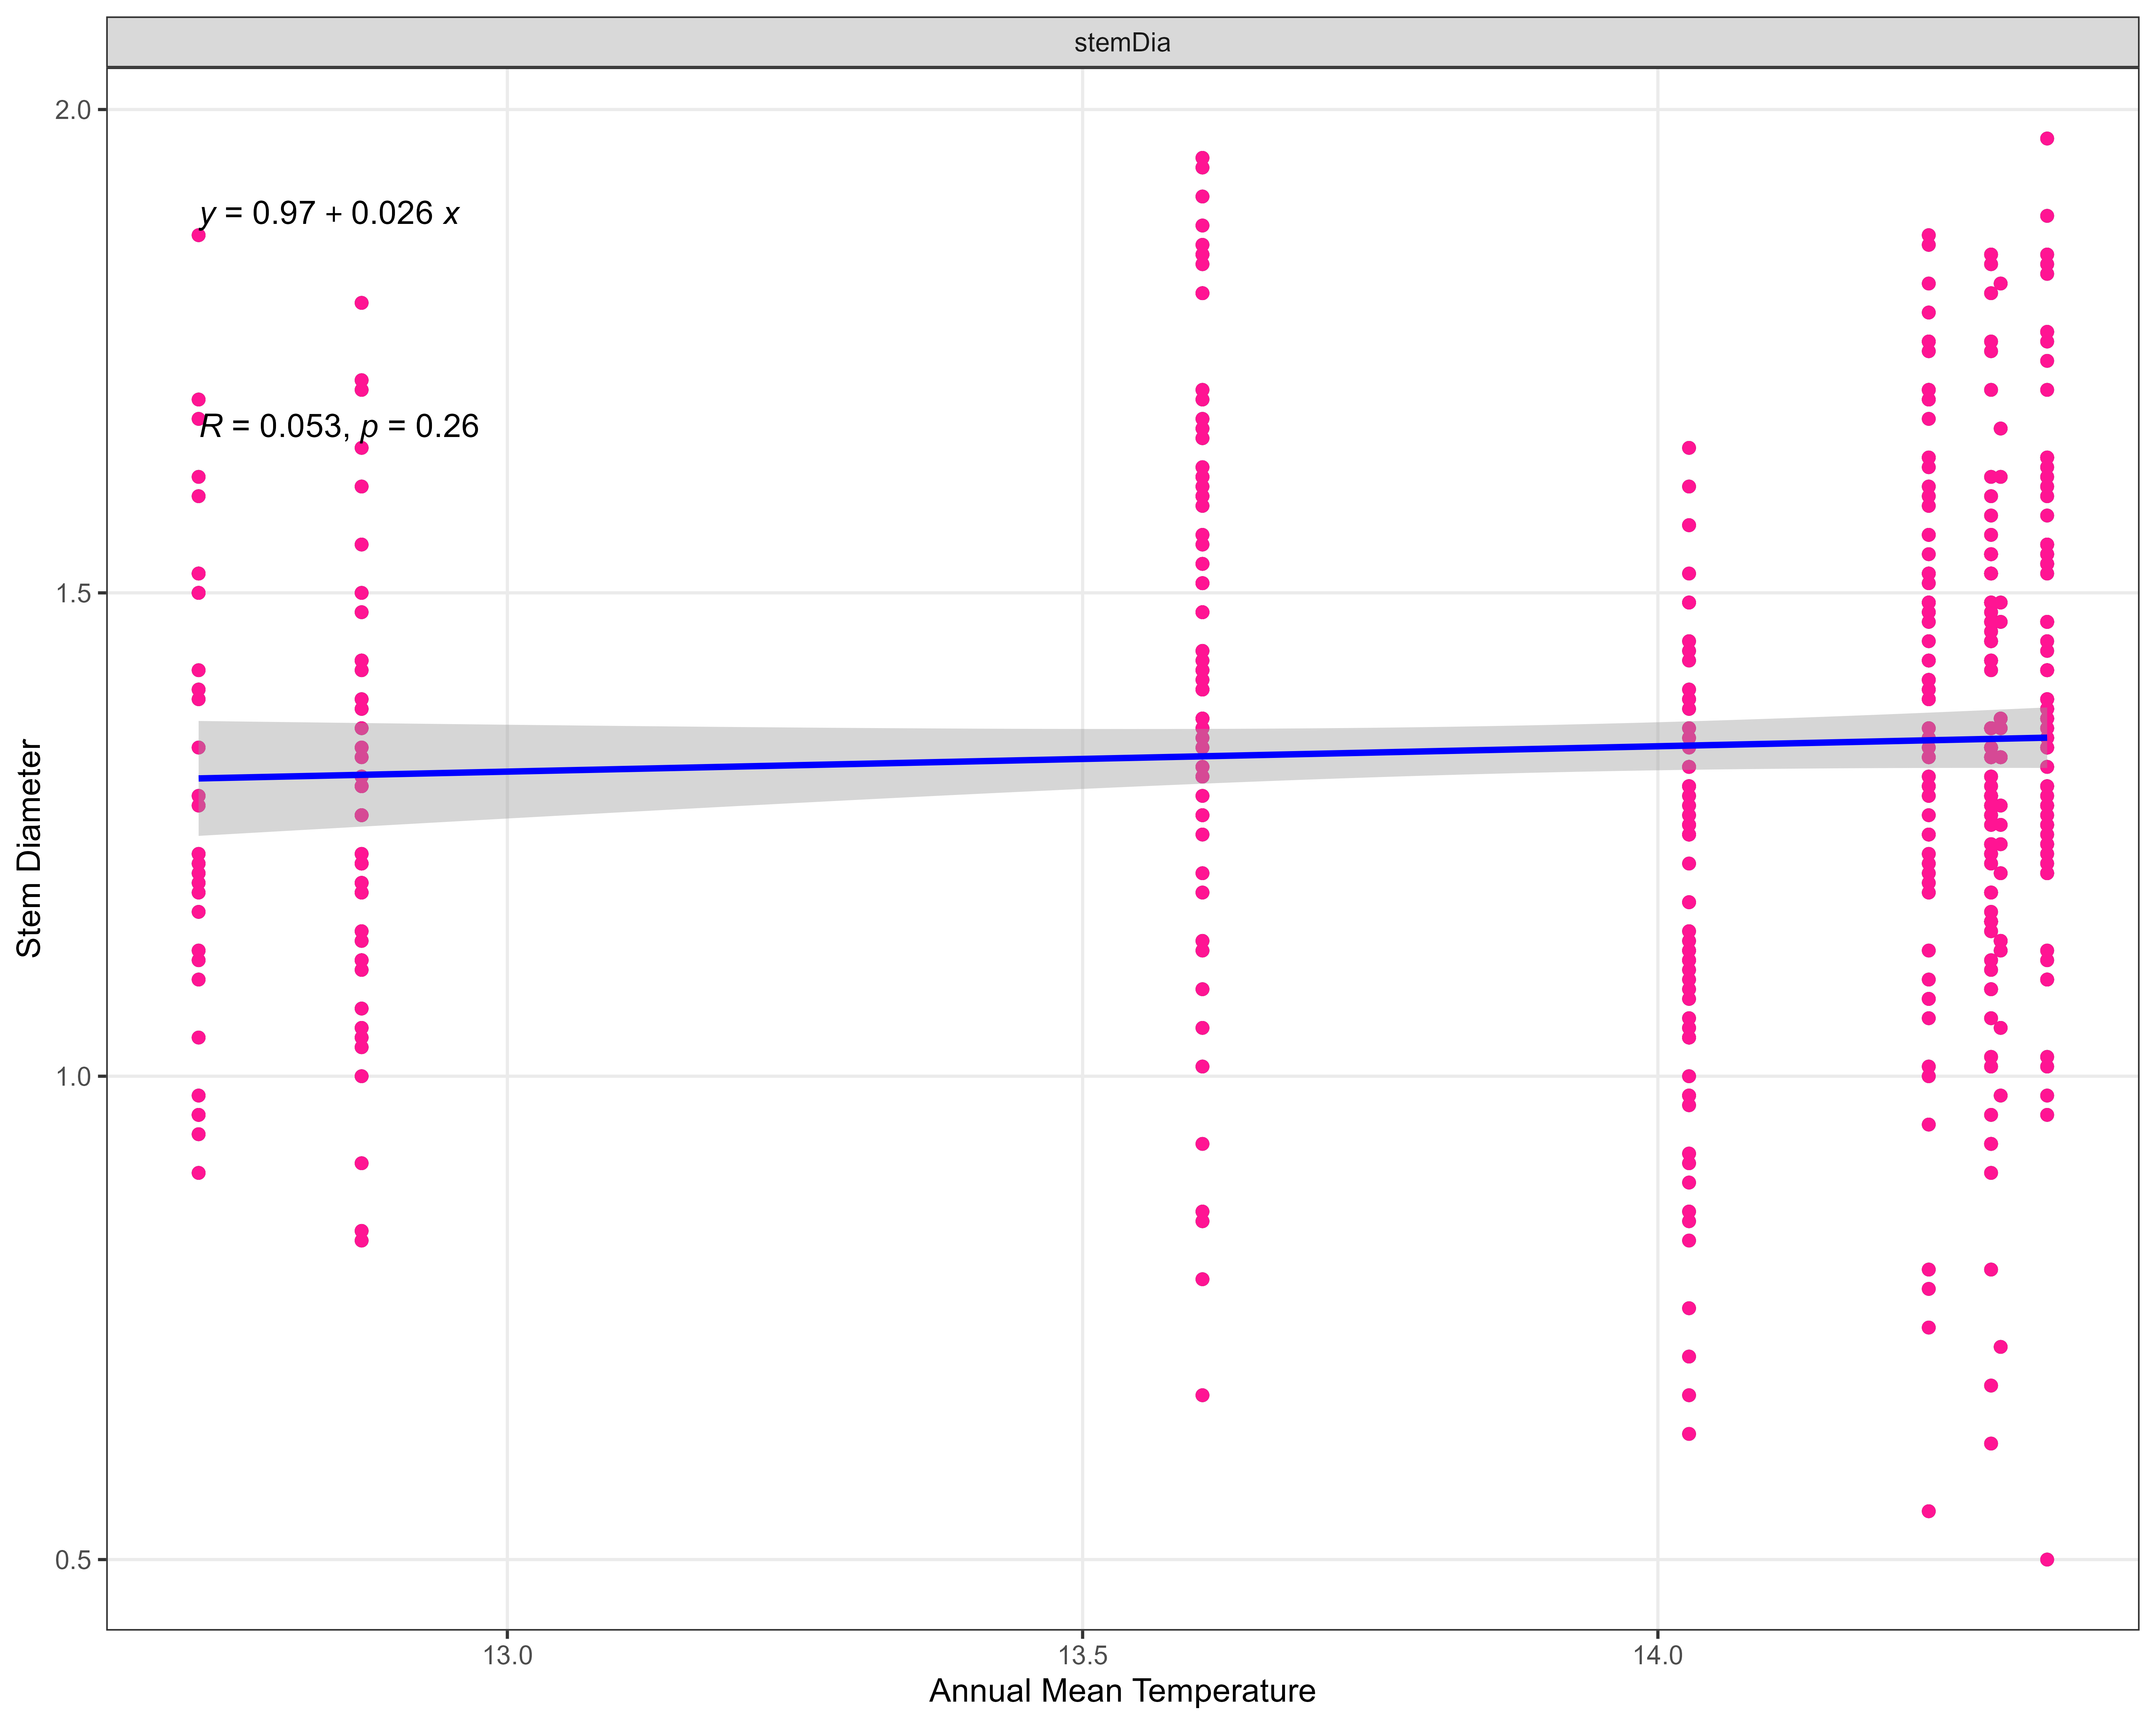 stemDia
2.0
y = 0.97 + 0.026 x
R = 0.053, p = 0.26
1.5
1.0
0.5
Stem Diameter
13.0 13.5 14.0
Annual Mean Temperature